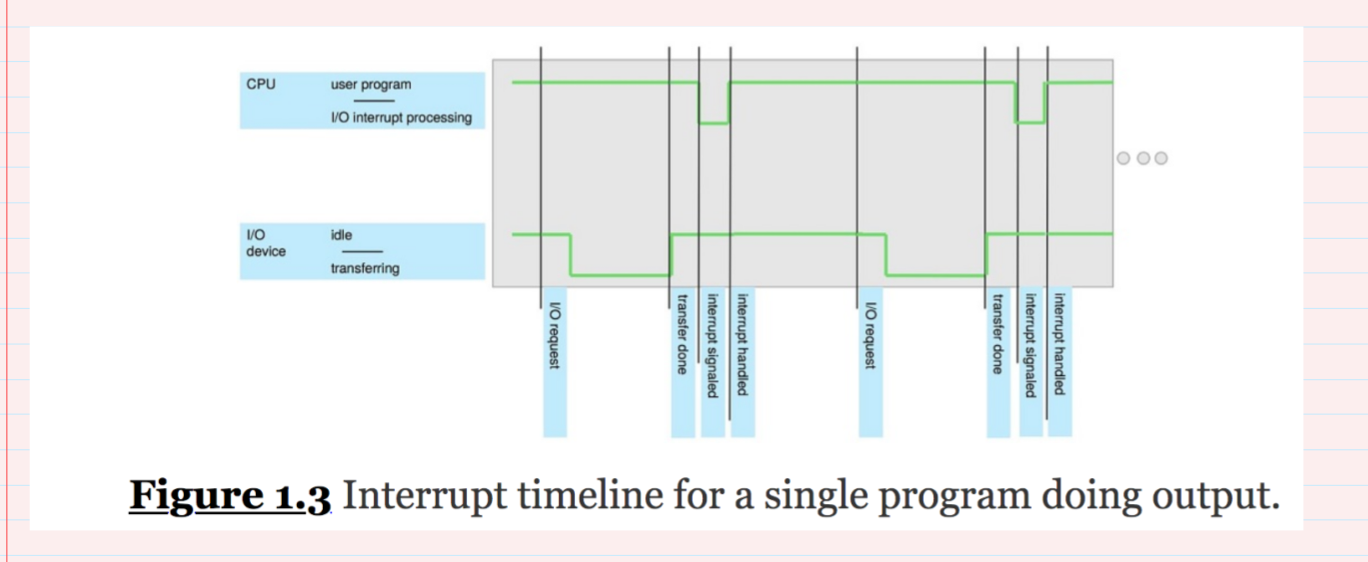 CPU user program
I/O interrupt processing
I/O idle
device
transferring
I/O request
transfer done
interrupt signaled
interrupt handled
I/O request
transfer done
interrupt signaled
interrupt handled
Figure 1.3 Interrupt timeline for a single program doing output.